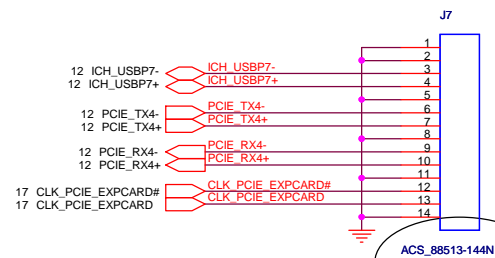 J7
1
2
12 ICH_USBP7- ICH_USBP7- 3
12 ICH_USBP7+ ICH_USBP7+ 4
5
12 PCIE_TX4- PCIE_TX4- 6
12 PCIE_TX4+ PCIE_TX4+ 7
8
12 PCIE_RX4- PCIE_RX4- 9
12 PCIE_RX4+ PCIE_RX4+ 10
11
17 CLK_PCIE_EXPCARD# CLK_PCIE_EXPCARD# 12
17 CLK_PCIE_EXPCARD CLK_PCIE_EXPCARD 13
14
ACS_88513-144N